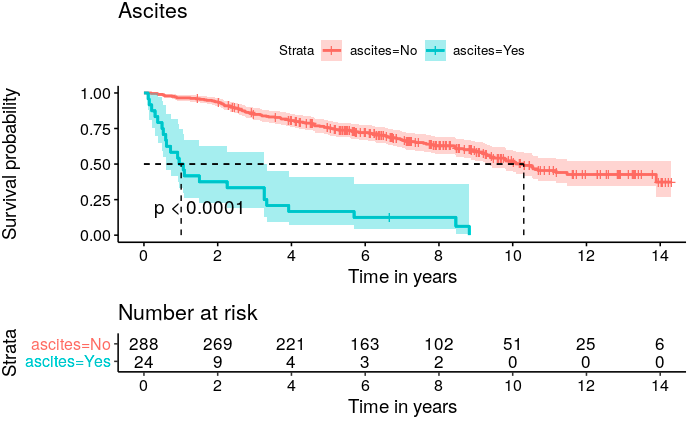 Ascites
Strata ascites=No ascites=Yes
Survival probability
1.00
0.75
0.50
0.25
0.00
p < 0.0001
0 2 4 6 8 10 12 14
Time in years
Number at risk
Strata
ascites=No 288 269 221 163 102 51 25 6
ascites=Yes 24 9 4 3 2 0 0 0
0 2 4 6 8 10 12 14
Time in years